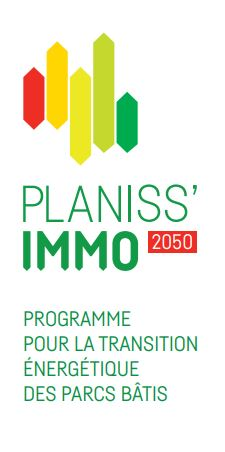 PLANISS'
IMMO 2050
PROGRAMME
POUR LA TRANSITION
ÉNERGÉTIQUE
DES PARCS BÂTIS